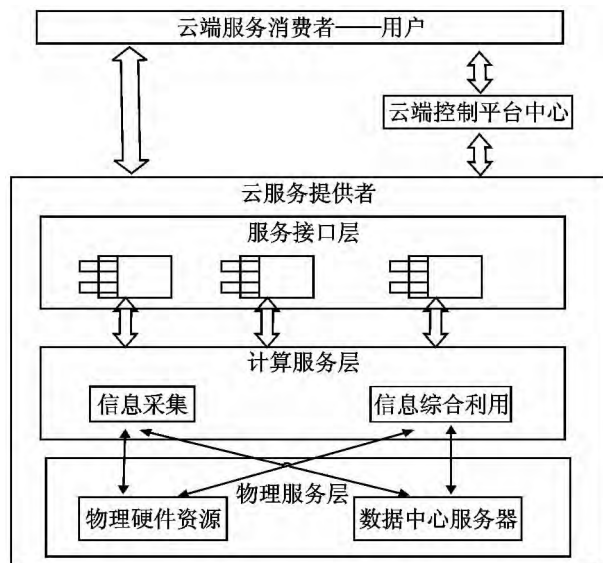 云端服务消费者——用户
云端控制平台中心
云服务提供者
服务接口层
计算服务层
信息采集
信息综合利用
物理服务层
物理硬件资源
数据中心服务器